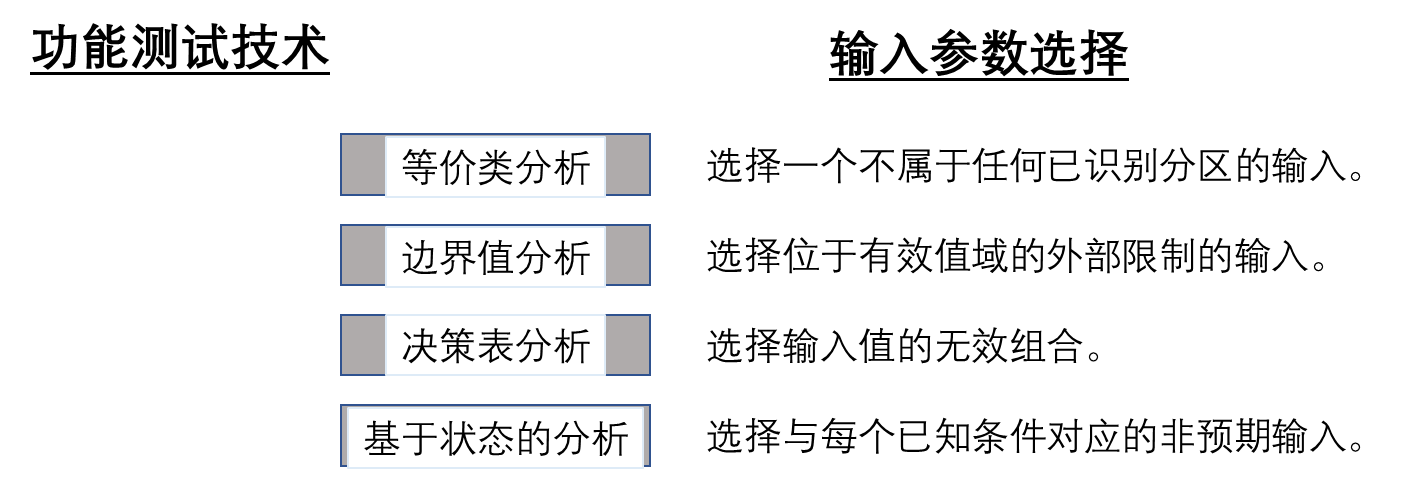 功能测试技术
输入参数选择
等价类分析
选择一个不属于任何已识别分区的输入。
边界值分析
选择位于有效值域的外部限制的输入。
决策表分析
选择输入值的无效组合。
基于状态的分析
选择与每个已知条件对应的非预期输入。